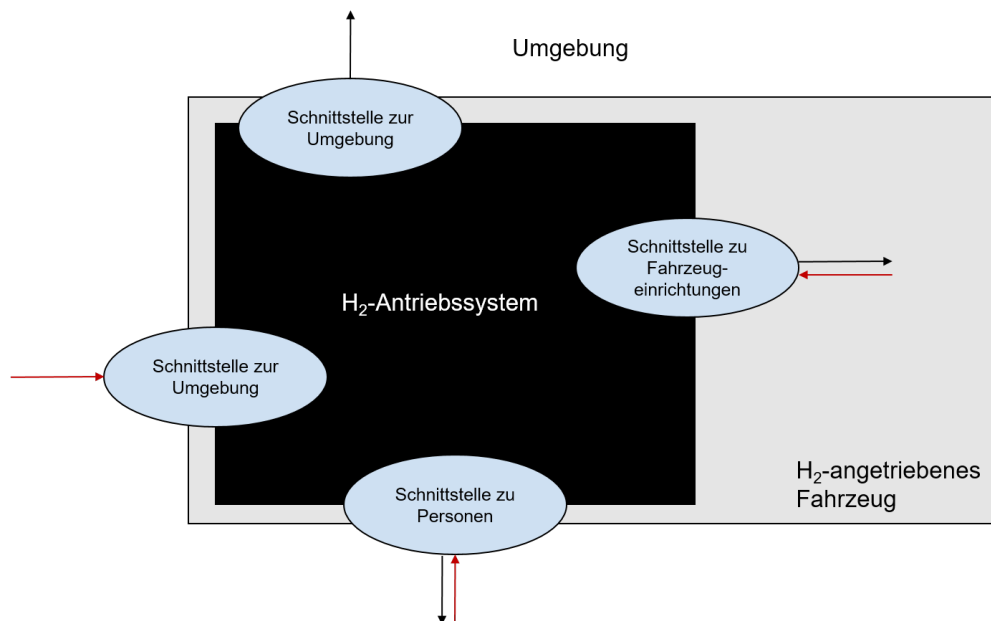 Umgebung
Schnittstelle zur
Umgebung
Schnittstelle zu
Fahrzeug-
einrichtungen
H₂-Antriebssystem
Schnittstelle zur
Umgebung
H₂-angetriebenes
Fahrzeug
Schnittstelle zu
Personen